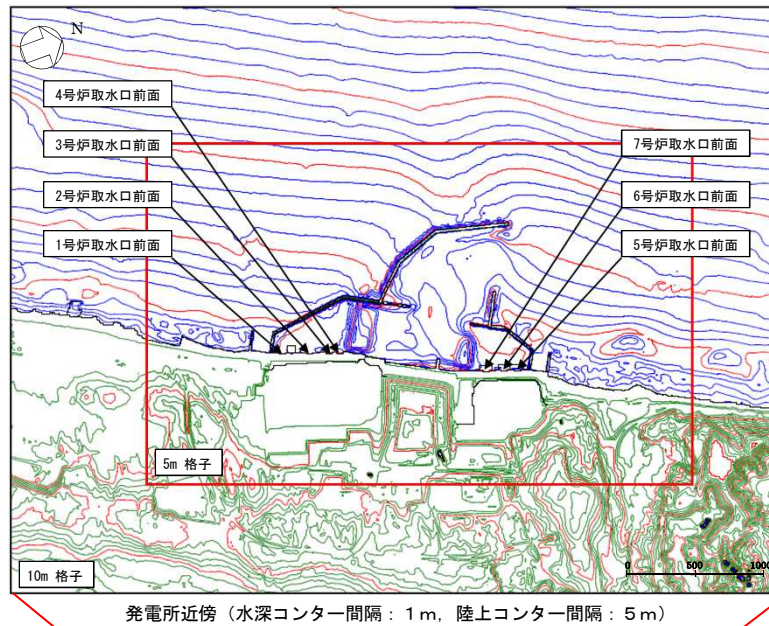 N
4号炉取水口前面
3号炉取水口前面
2号炉取水口前面
1号炉取水口前面
7号炉取水口前面
6号炉取水口前面
5号炉取水口前面
5m 格子
10m 格子
0 500 1000
発電所近傍（水深コンター間隔：１ｍ，陸上コンター間隔：５ｍ）